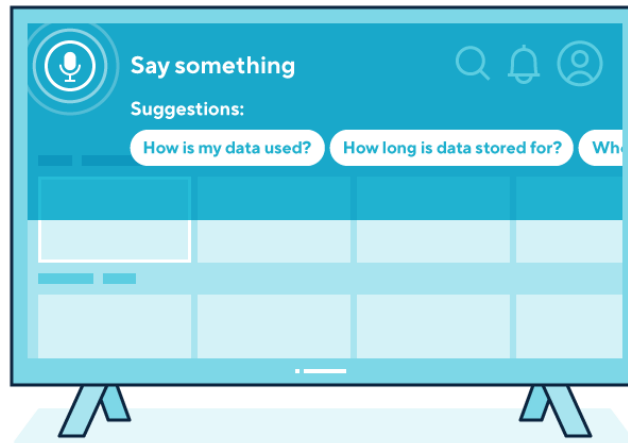 Say something
Suggestions:
How is my data used? How long is data stored for?